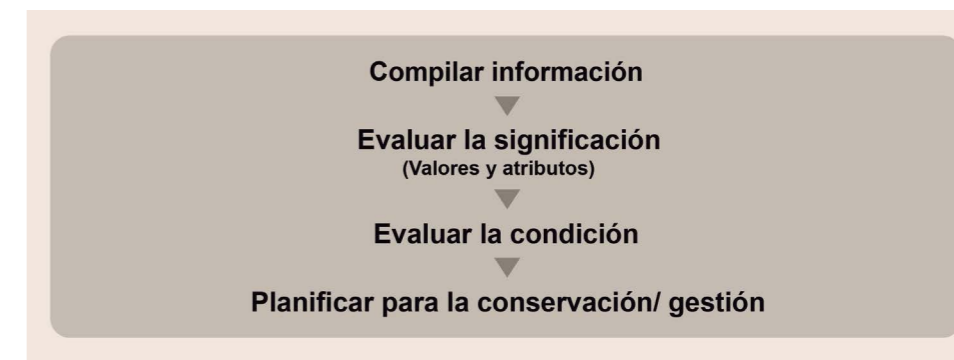 Compilar información
Evaluar la significación
(Valores y atributos)
Evaluar la condición
Planificar para la conservación/ gestión